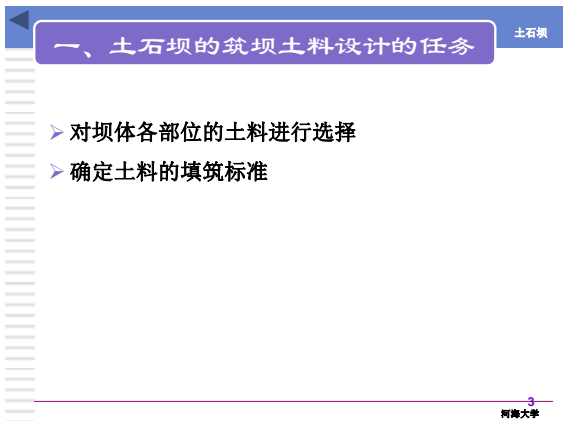 一、土石坝的筑坝土料设计的任务
土石坝
对坝体各部位的土料进行选择
确定土料的填筑标准
3
河海大学